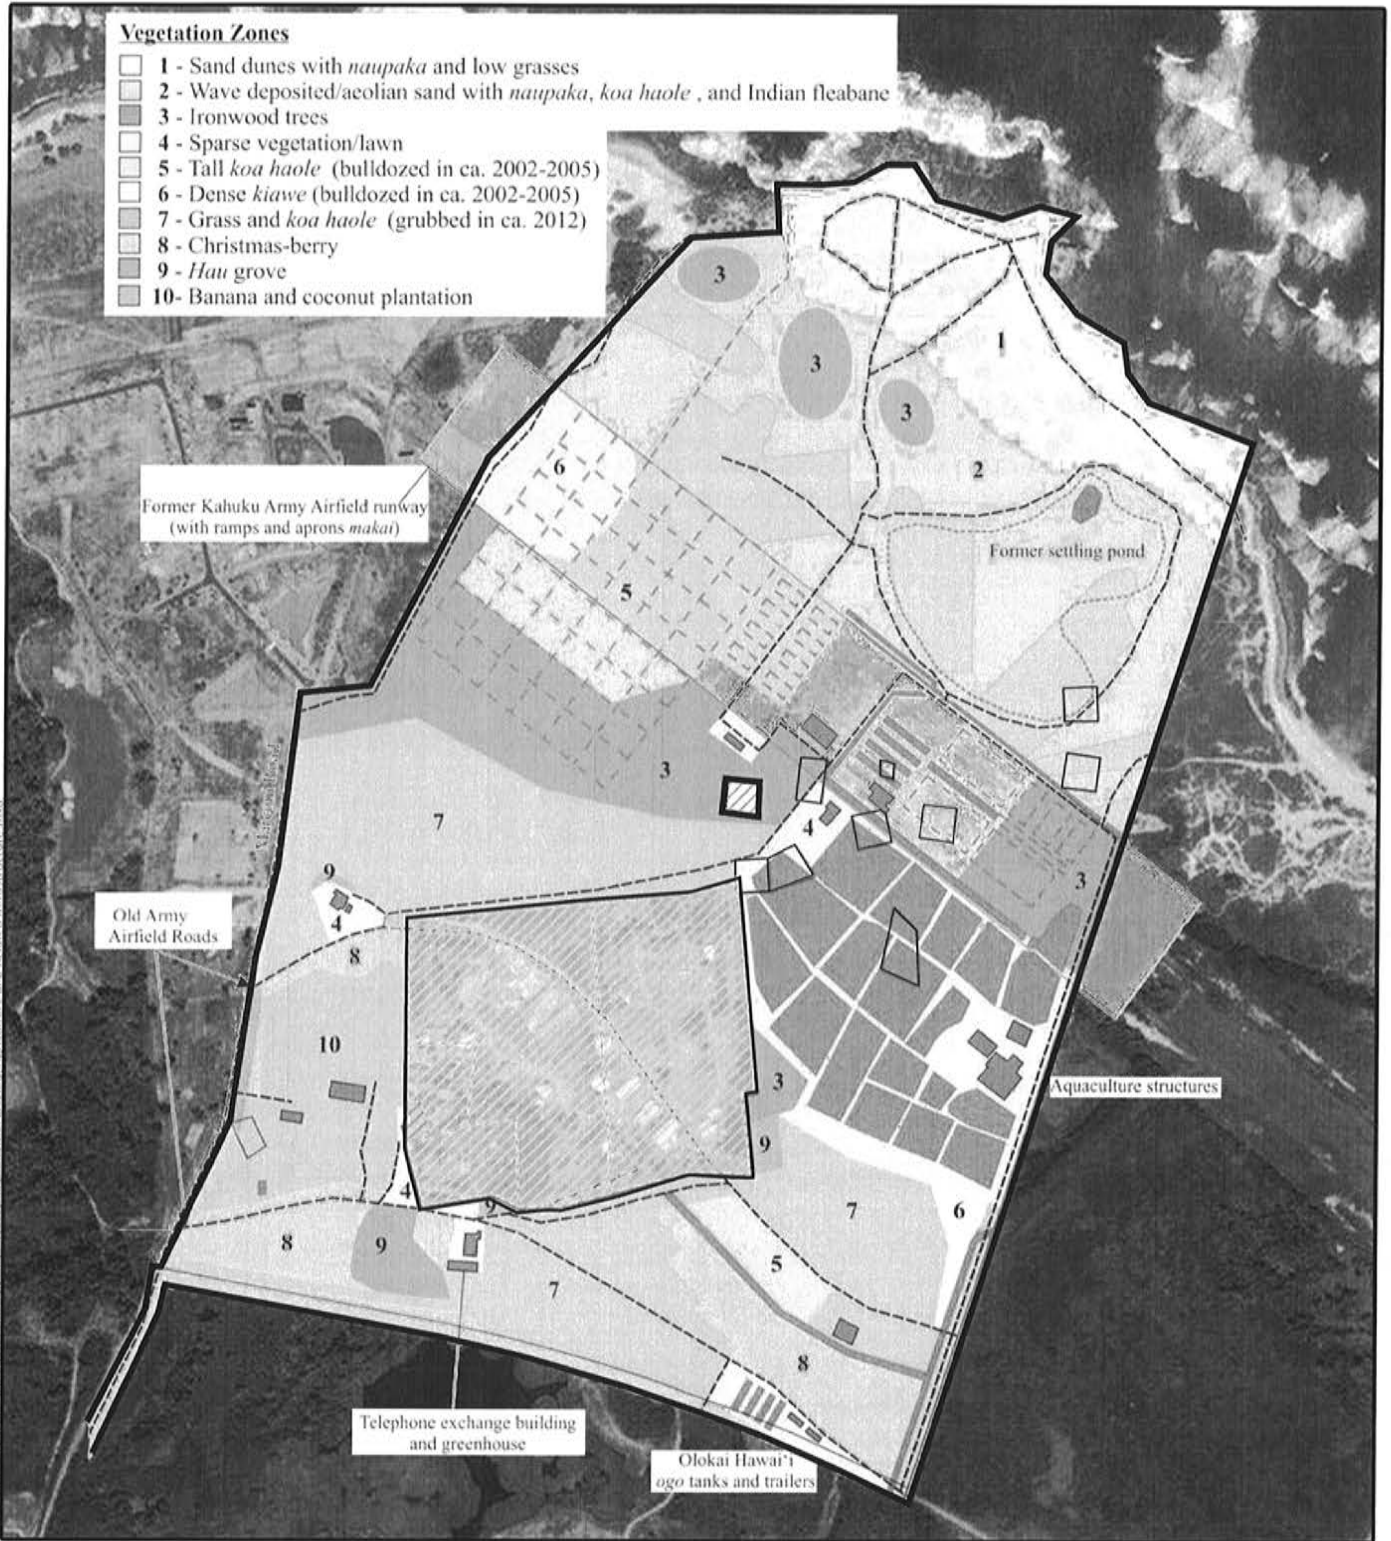 Vegetation Zones
1 - Sand dunes with naupaka and low grasses
2 - Wave deposited/aeolian sand with naupaka, koa haole , and Indian fleabane
3 - Ironwood trees
4 - Sparse vegetation/lawn
5 - Tall koa haole (bulldozed in ca. 2002-2005)
6 - Dense kiawe (bulldozed in ca. 2002-2005)
7 - Grass and koa haole (grubbed in ca. 2012)
8 - Christmas-berry
9 - Hau grove
10- Banana and coconut plantation
3
3
1
3
6
2
Former Kahuku Army Airfield runway
(with ramps and aprons makai)
Former settling pond
5
3
7
4
9
3
Old Army
Airfield Roads
4
8
10
3
Aquaculture structures
9
4
9
7
6
8
9
5
7
8
Telephone exchange building
and greenhouse
Olokai Hawai‘i
ogo tanks and trailers